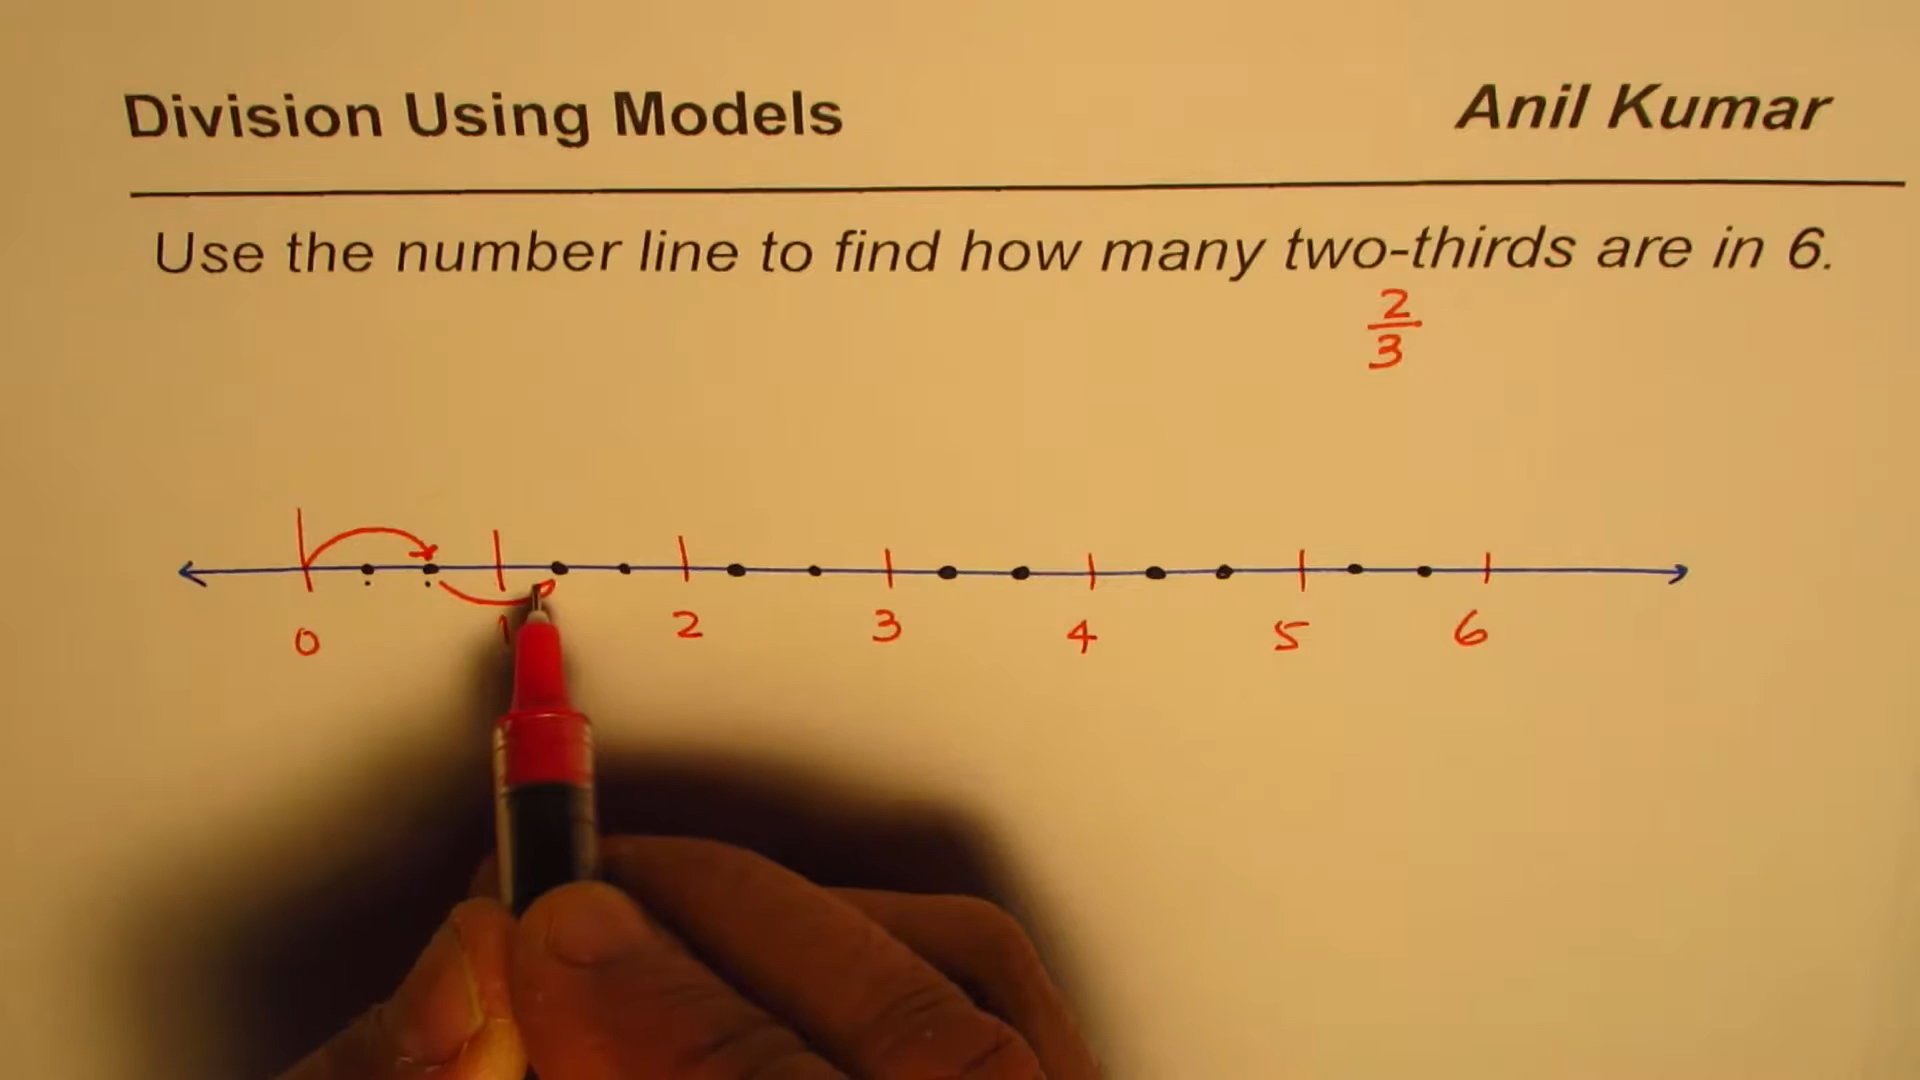 Division Using Models Anil Kumar
Use the number line to find how many two-thirds are in 6.
2
3
0 1 2 3 4 5 6